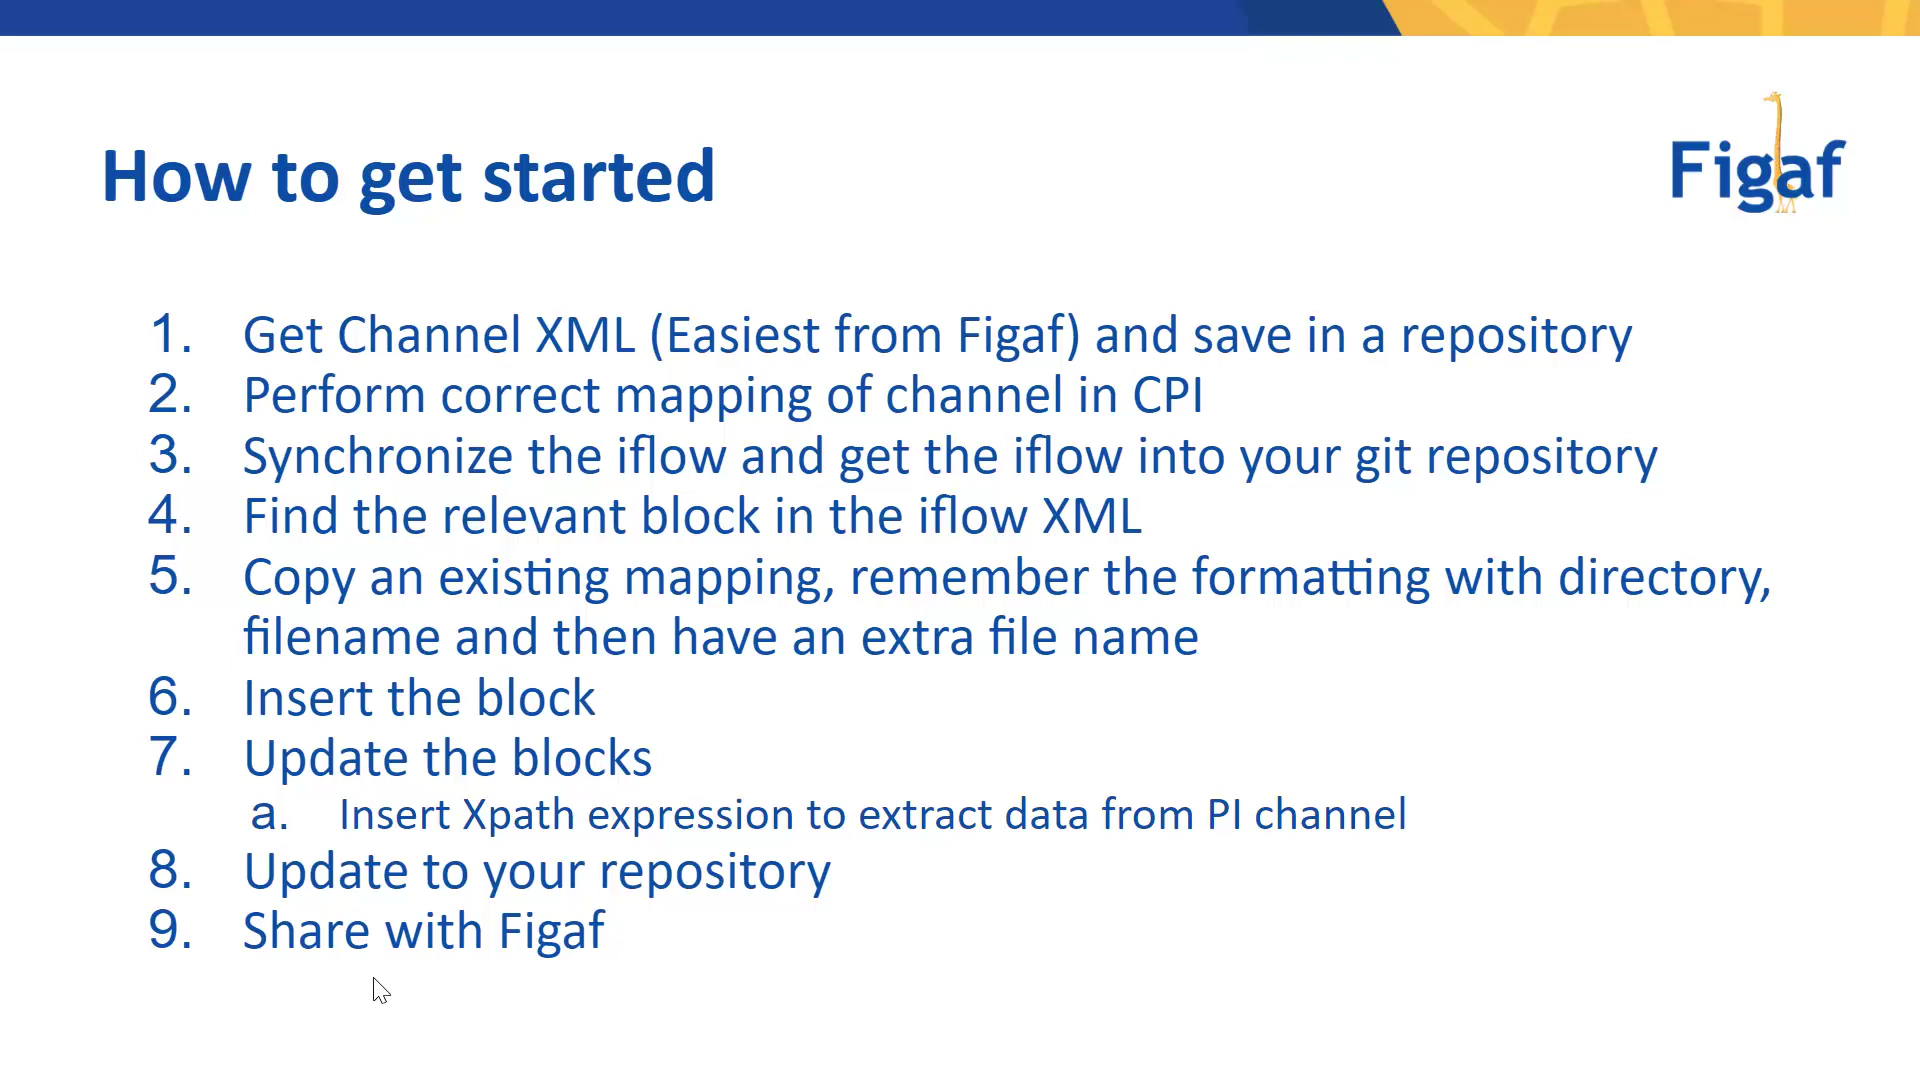 How to get started
Figaf
1. Get Channel XML (Easiest from Figaf) and save in a repository
2. Perform correct mapping of channel in CPI
3. Synchronize the iflow and get the iflow into your git repository
4. Find the relevant block in the iflow XML
5. Copy an existing mapping, remember the formatting with directory,
filename and then have an extra file name
6. Insert the block
7. Update the blocks
a. Insert Xpath expression to extract data from PI channel
8. Update to your repository
9. Share with Figaf